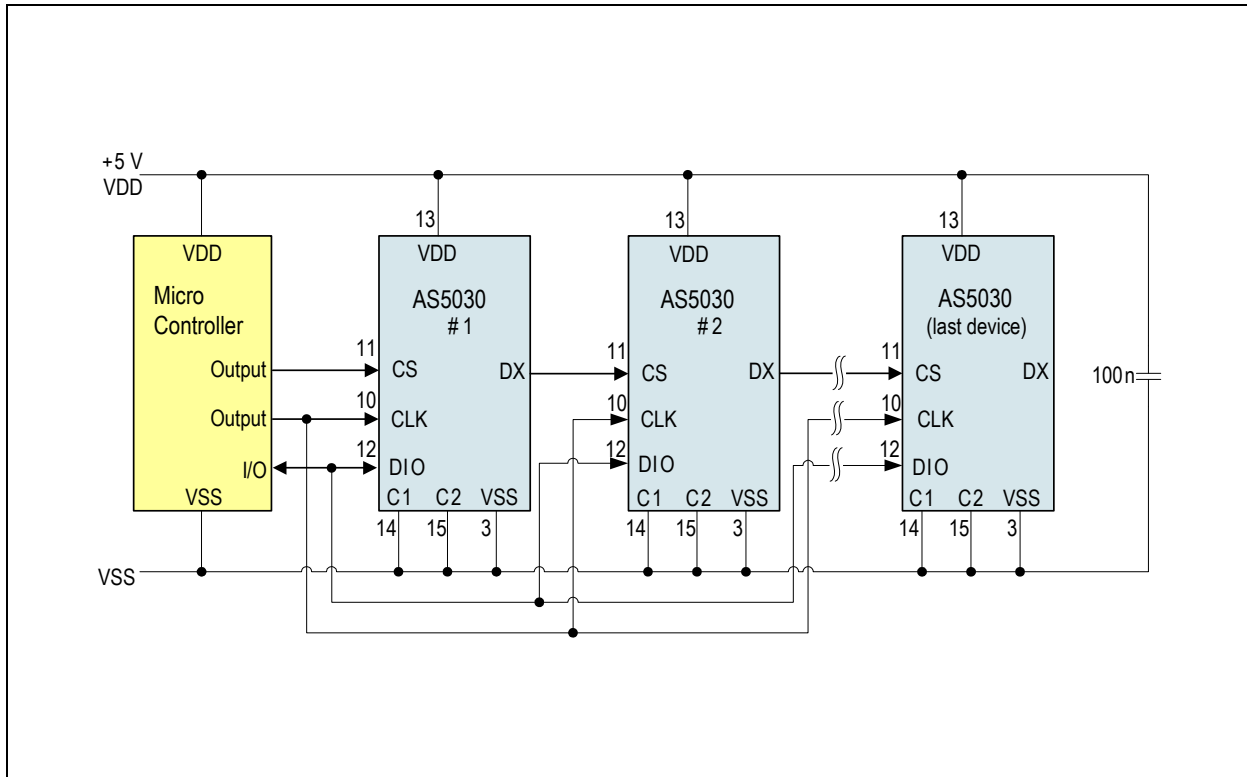 +5 V
VDD
VDD
Micro
Controller
Output
Output
I/O
VSS
13
VDD
AS5030
# 1
11
CS
DX
10
CLK
12
DIO
C1 C2 VSS
14 15 3
13
VDD
AS5030
# 2
11
CS
DX
10
CLK
12
DIO
C1 C2 VSS
14 15 3
13
VDD
AS5030
(last device)
11
CS
DX
10
CLK
12
DIO
C1 C2 VSS
14 15 3
100n
VSS